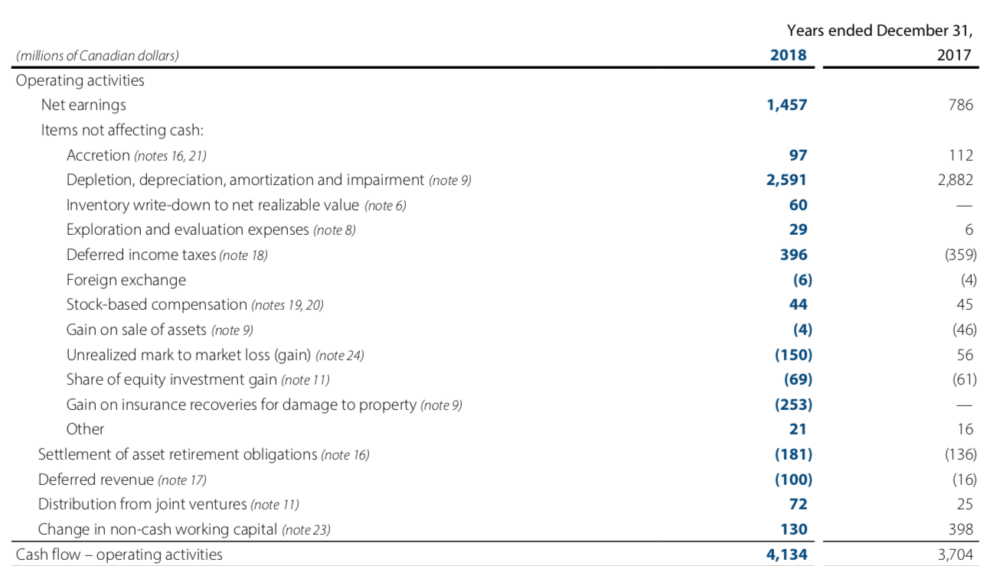 Years ended December 31,
(millions of Canadian dollars) 2018 2017
Operating activities
Net earnings 1,457 786
Items not affecting cash:
Accretion (notes 16, 21) 97 112
Depletion, depreciation, amortization and impairment (note 9) 2,591 2,882
Inventory write-down to net realizable value (note 6) 60 —
Exploration and evaluation expenses (note 8) 29 6
Deferred income taxes (note 18) 396 (359)
Foreign exchange (6) (4)
Stock-based compensation (notes 19, 20) 44 45
Gain on sale of assets (note 9) (4) (46)
Unrealized mark to market loss (gain) (note 24) (150) 56
Share of equity investment gain (note 11) (69) (61)
Gain on insurance recoveries for damage to property (note 9) (253) —
Other 21 16
Settlement of asset retirement obligations (note 16) (181) (136)
Deferred revenue (note 17) (100) (16)
Distribution from joint ventures (note 11) 72 25
Change in non-cash working capital (note 23) 130 398
Cash flow – operating activities 4,134 3,704